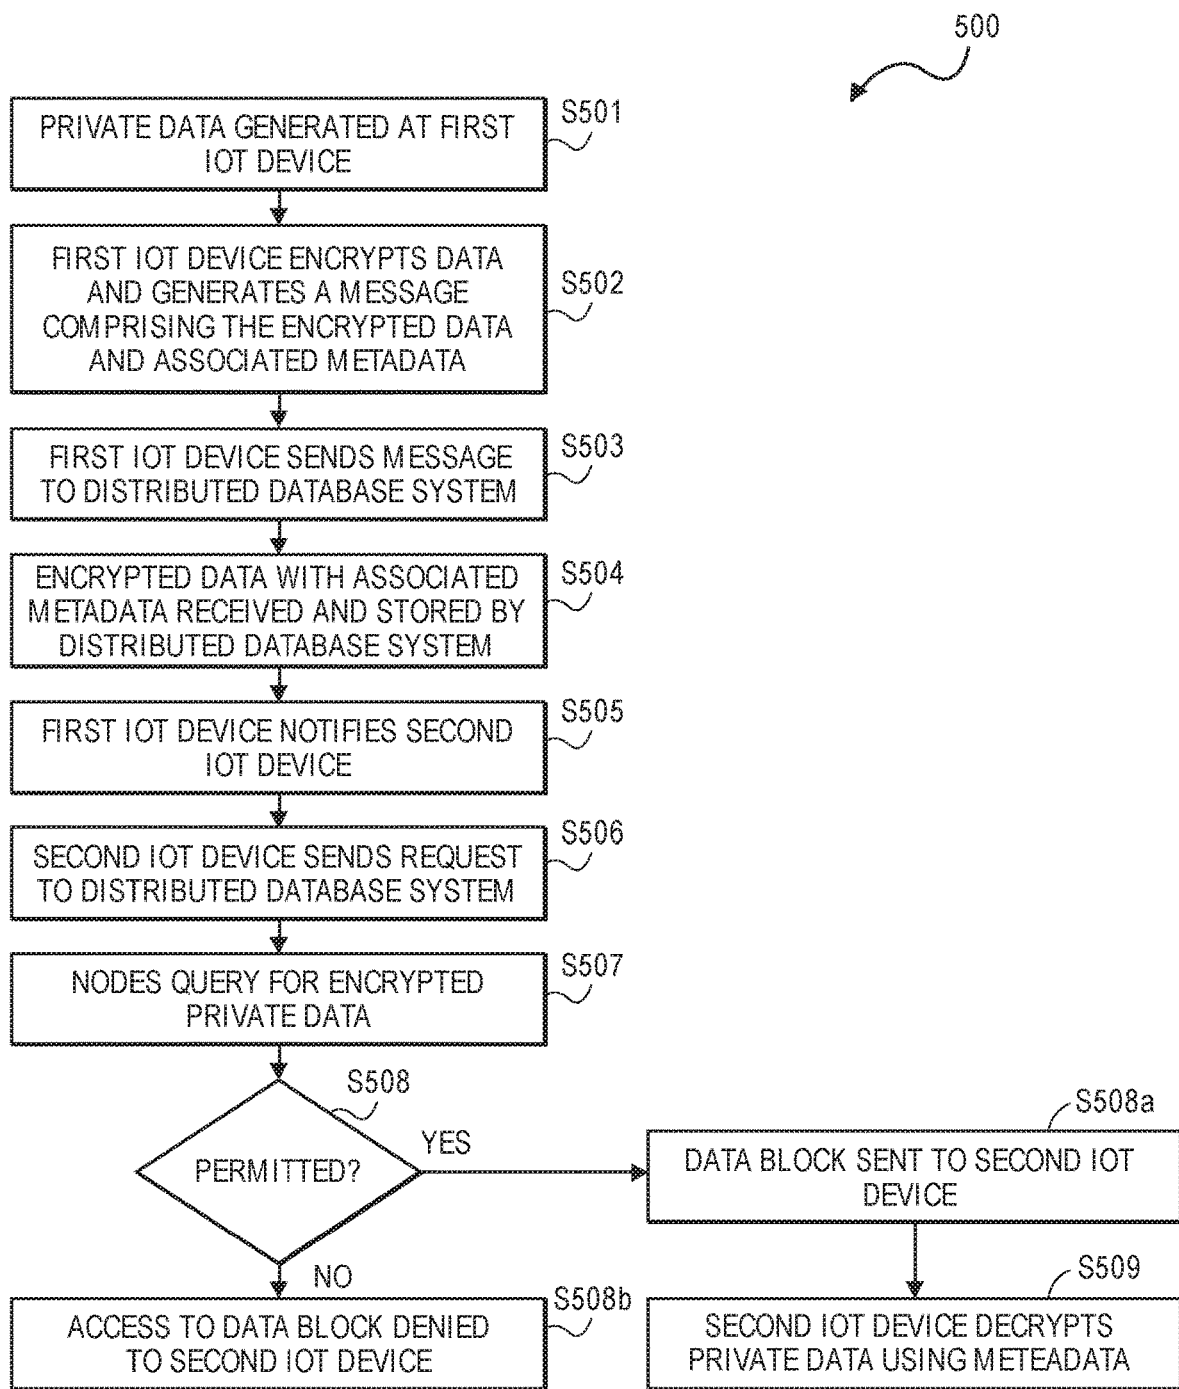 500
PRIVATE DATA GENERATED AT FIRST
IOT DEVICE
S501
FIRST IOT DEVICE ENCRYPTS DATA
AND GENERATES A MESSAGE
COMPRISING THE ENCRYPTED DATA
AND ASSOCIATED METADATA.
S502
FIRST IOT DEVICE SENDS MESSAGE
TO DISTRIBUTED DATABASE SYSTEM
S503
ENCRYPTED DATA WITH ASSOCIATED
METADATA RECEIVED AND STORED BY
DISTRIBUTED DATABASE SYSTEM
S504
FIRST IOT DEVICE NOTIFIES SECOND
IOT DEVICE
S505
SECOND IOT DEVICE SENDS REQUEST
TO DISTRIBUTED DATABASE SYSTEM
S506
NODES QUERY FOR ENCRYPTED
PRIVATE DATA
S507
PERMITTED?
S508
YES
DATA BLOCK SENT TO SECOND IOT
DEVICE
S508a
NO
ACCESS TO DATA BLOCK DENIED
TO SECOND IOT DEVICE
S508b
SECOND IOT DEVICE DECRYPTS
PRIVATE DATA USING METEADATA.
S509